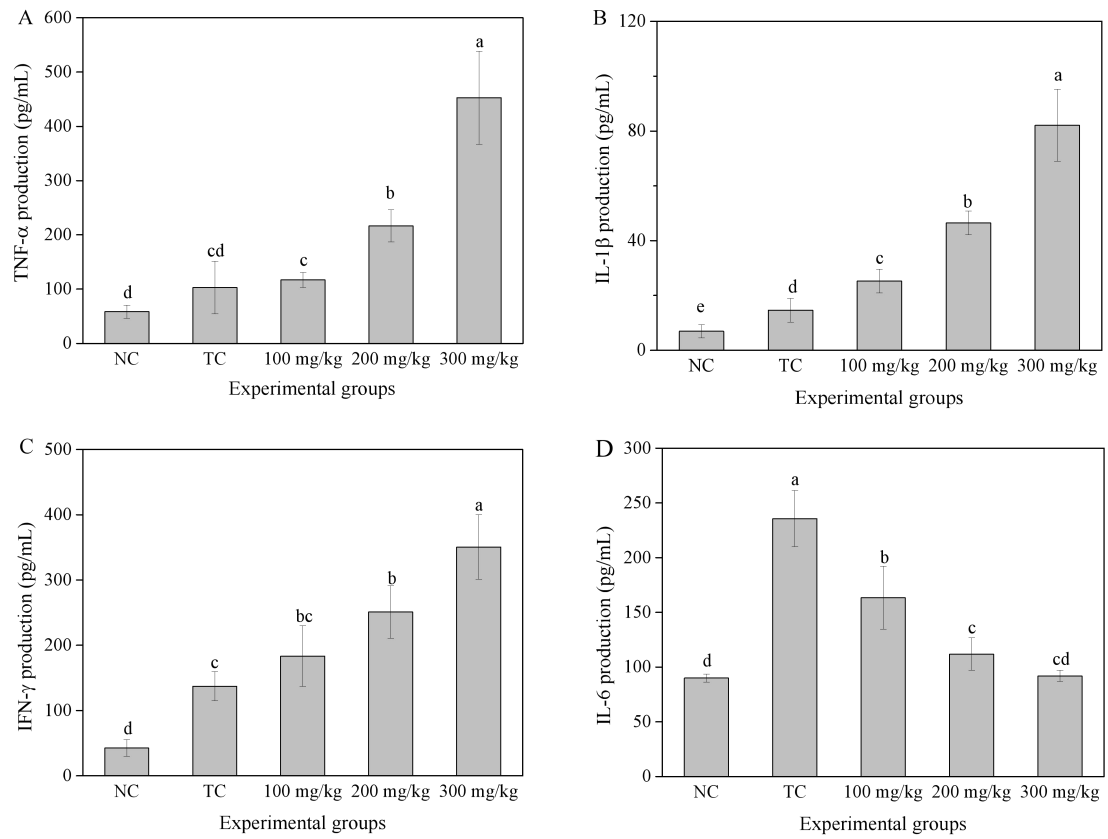 A
600
500
400
300
200
100
0
TNF-α production (pg/mL)
d
cd
c
b
a
NC TC 100 mg/kg 200 mg/kg 300 mg/kg
Experimental groups
B
120
80
40
0
IL-1β production (pg/mL)
e
d
c
b
a
NC TC 100 mg/kg 200 mg/kg 300 mg/kg
Experimental groups
C
500
400
300
200
100
0
IFN-γ production (pg/mL)
d
c
bc
b
a
NC TC 100 mg/kg 200 mg/kg 300 mg/kg
Experimental groups
D
300
250
200
150
100
50
0
IL-6 production (pg/mL)
d
a
b
c
cd
NC TC 100 mg/kg 200 mg/kg 300 mg/kg
Experimental groups